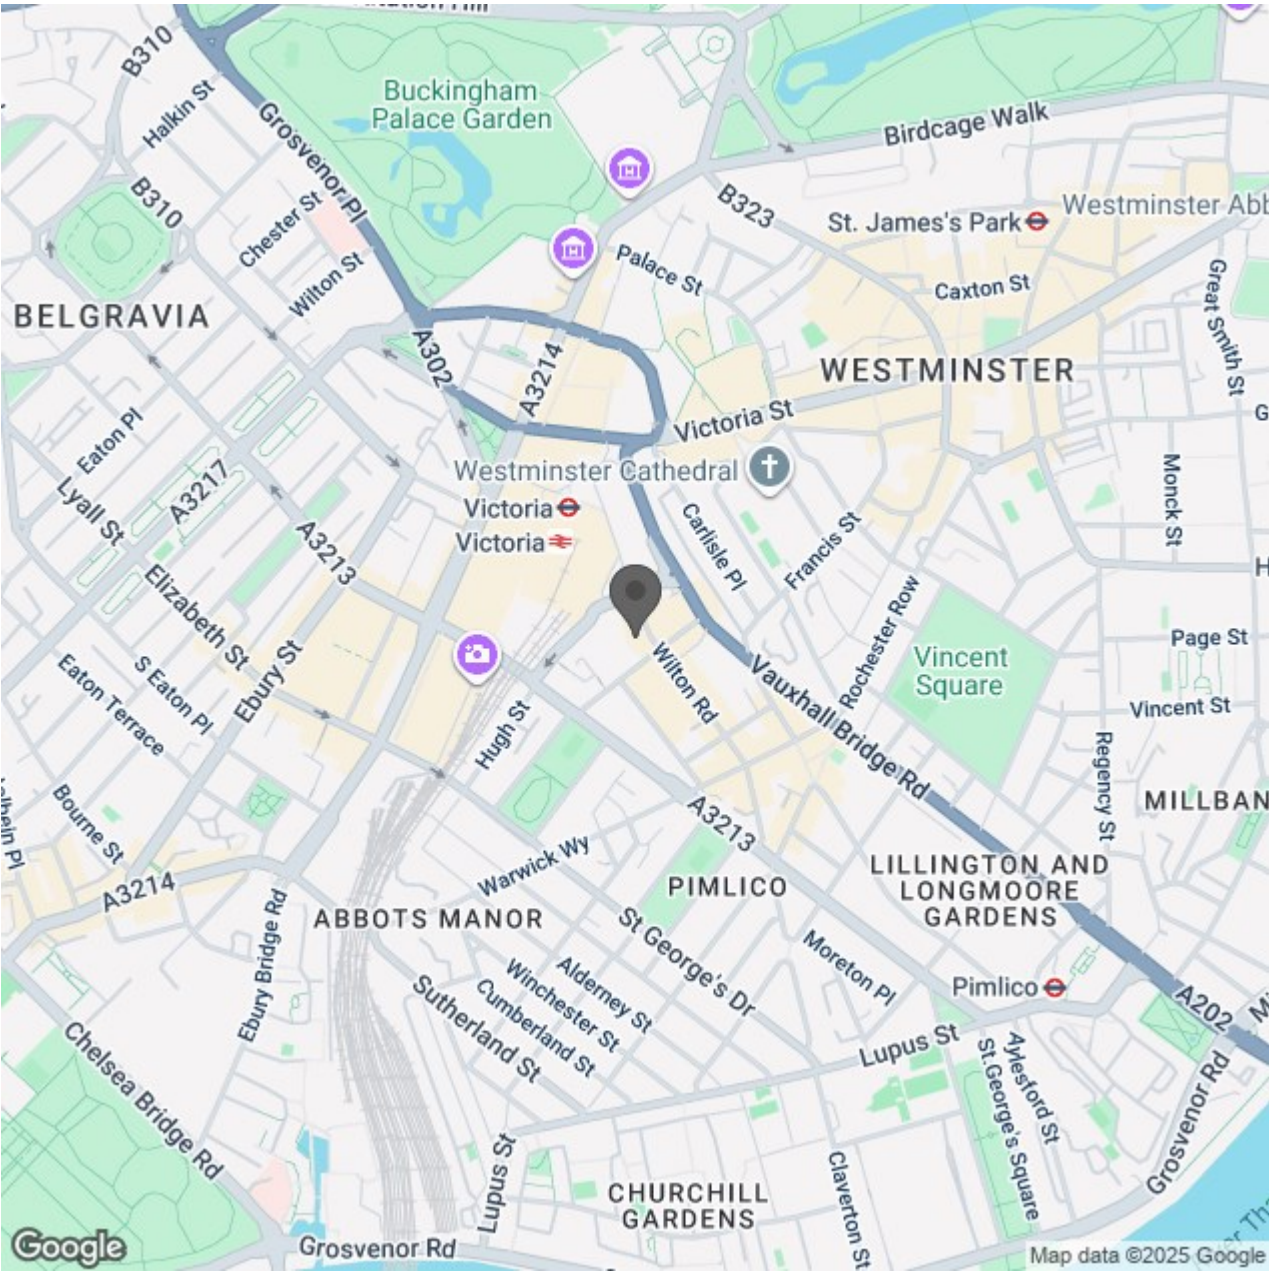 B310
Halkin St
Grosvenor Pl
Buckingham
Palace Garden
Birdcage Walk
B310
Chester St
Wilton St
B323
St. James's Park
Westminster Abb
Palace St
Caxton St
Great Smith St
BELGRAVIA
A302
A3214
WESTMINSTER
Victoria St
Eaton Pl
A3217
Lyall St
Westminster Cathedral
Victoria
Victoria
Carlisle Pl
Francis St
Monck St
A3213
Elizabeth St
Ebury St
S Eaton Pl
Eaton Terrace
Rochester Row
Page St
Vincent
Square
Vincent St
Wilton Rd
Vauxhall Bridge Rd
Hugh St
Regency St
Bourne St
MILLBAN
A3213
A3214
Warwick Wy
PIMLICO
LILLINGTON AND
LONGMOORE
GARDENS
ABBOTS MANOR
Ebury Bridge Rd
St George's Dr
Moreton Pl
Alderney St
Winchester St
Cumberland St
Sutherland St
Pimlico
A202
Lupus St
Aylesford St
St.George's Square
Chelsea Bridge Rd
Grosvenor Rd
Lupus St
Claverton St
CHURCHILL
GARDENS
Grosvenor Rd
Google
Map data ©2025 Google